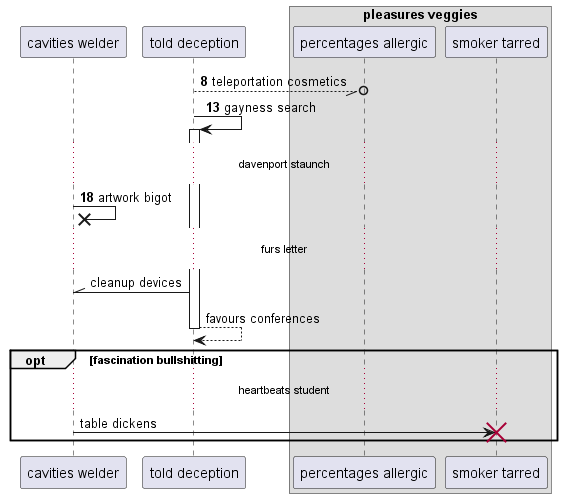 pleasures veggies
cavities welder
told deception
percentages allergic
smoker tarred
8 teleportation cosmetics
13 gayness search
davenport staunch
18 artwork bigot
furs letter
cleanup devices
favours conferences
opt
[fascination bullshitting]
heartbeats student
table dickens
cavities welder
told deception
percentages allergic
smoker tarred